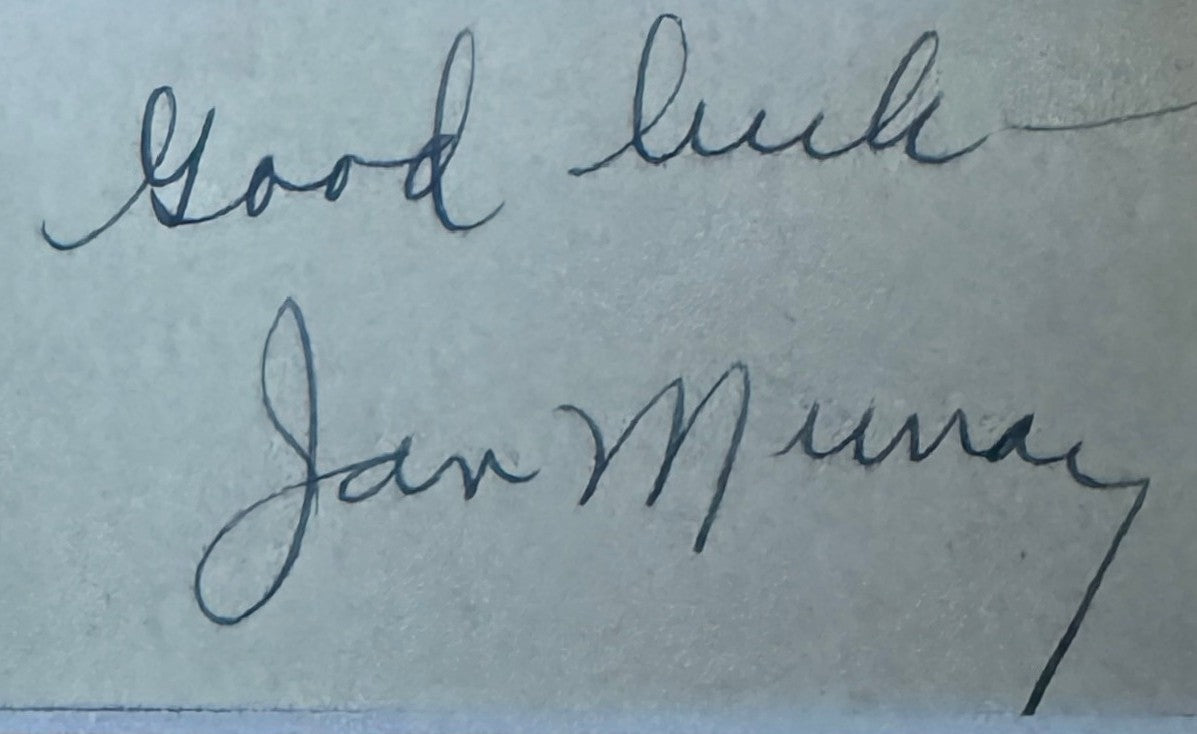 Good luck —
Jan Murray